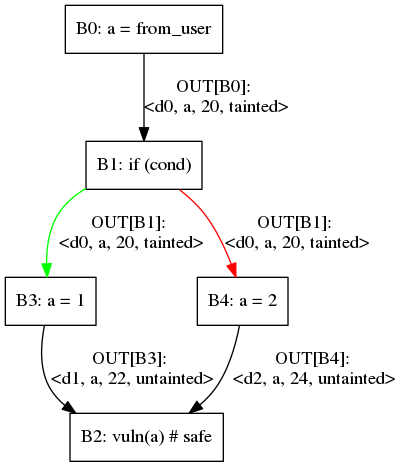 B0: a = from_user
OUT[B0]:
<d0, a, 20, tainted>
B1: if (cond)
OUT[B1]:
<d0, a, 20, tainted>
OUT[B1]:
<d0, a, 20, tainted>
B3: a = 1
B4: a = 2
OUT[B3]:
<d1, a, 22, untainted>
OUT[B4]:
<d2, a, 24, untainted>
B2: vuln(a) # safe